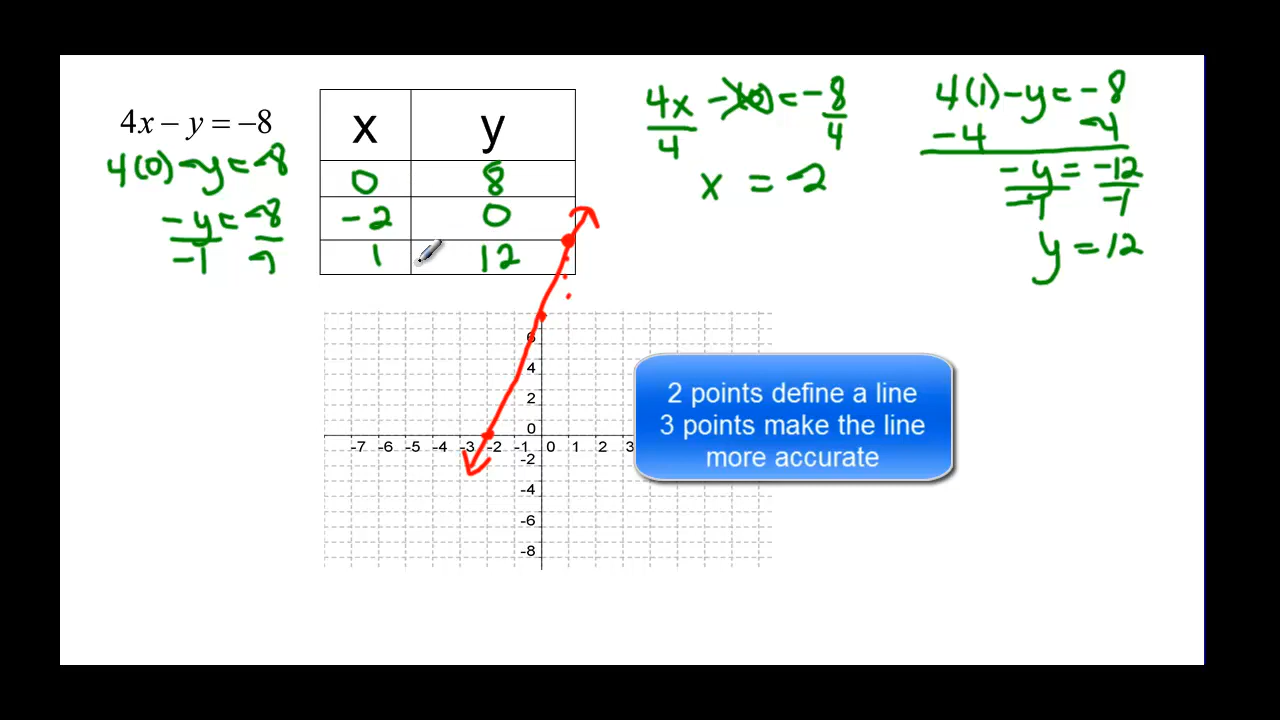 4x − y = −8
4(0) − y = −8
−y = −8
−1
x y
0 8
−2 0
1 12
4x − y(0) = −8
4 4
x = −2
4(1) − y = −8
−4 −4
−y = −12
−1 −1
y = 12
6
4
2
0
-7 -6 -5 -4 -3 -2 -1 0 1 2 3
-2
-4
-6
-8
2 points define a line
3 points make the line
more accurate